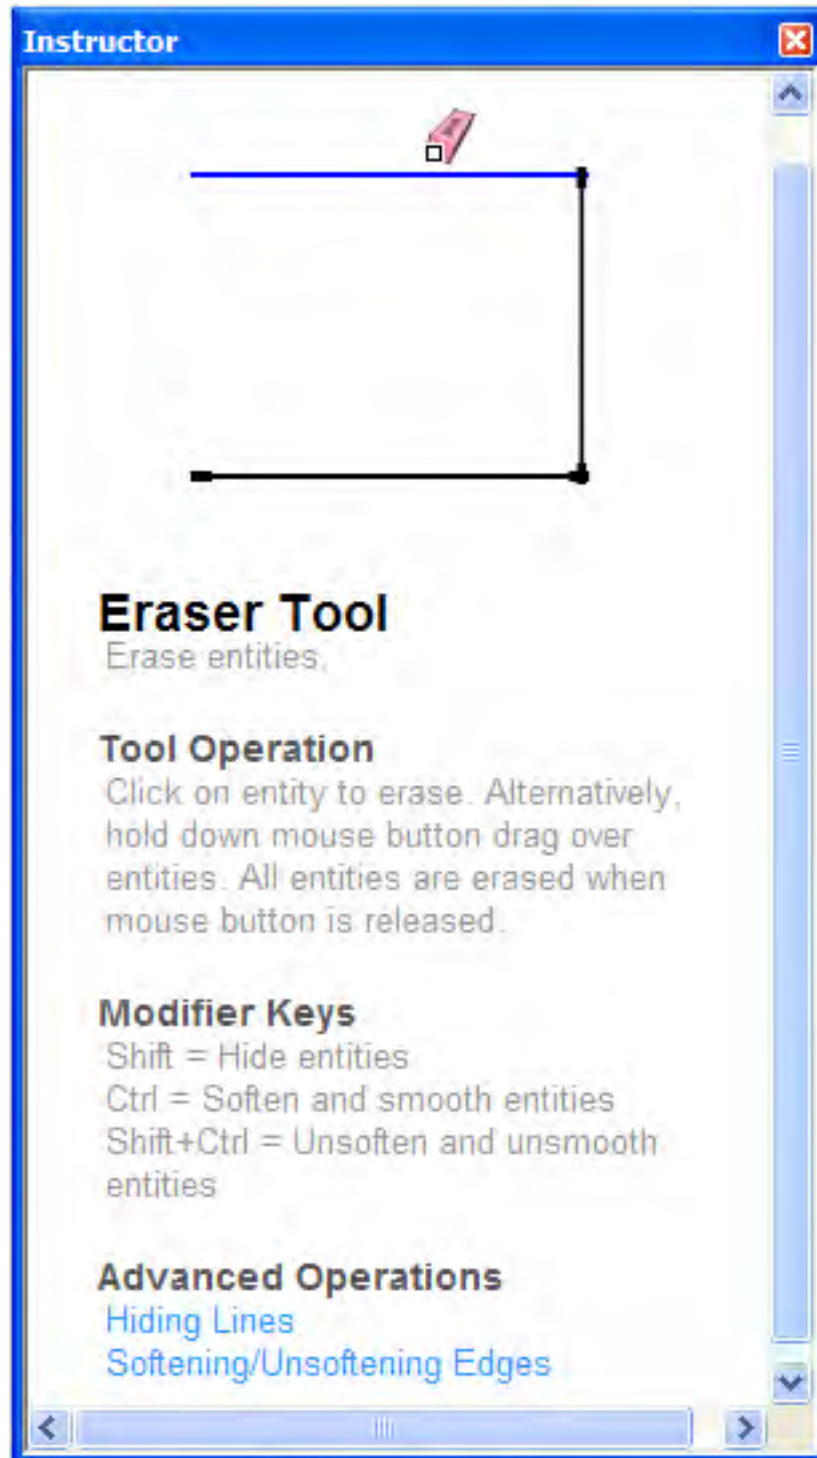 Instructor
Eraser Tool
Erase entities.
Tool Operation
Click on entity to erase. Alternatively,
hold down mouse button drag over
entities. All entities are erased when
mouse button is released.
Modifier Keys
Shift = Hide entities
Ctrl = Soften and smooth entities
Shift+Ctrl = Unsoften and unsmooth
entities
Advanced Operations
Hiding Lines
Softening/Unsoftening Edges